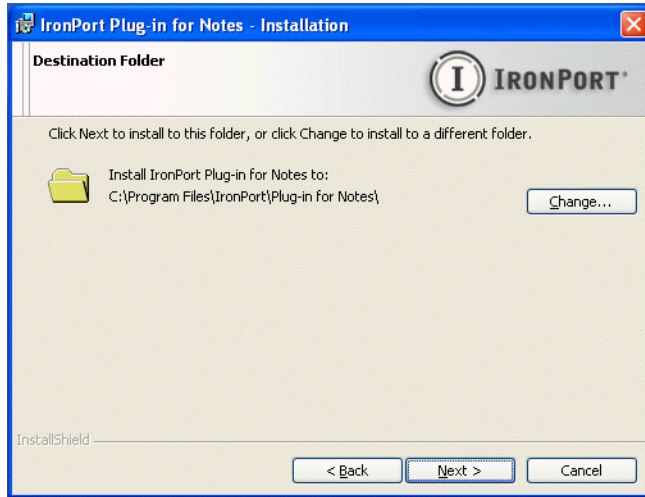 IronPort Plug-in for Notes - Installation
Destination Folder
I IRONPORT
Click Next to install to this folder, or click Change to install to a different folder.
Install IronPort Plug-in for Notes to:
C:\Program Files\IronPort\Plug-in for Notes\
Change...
InstallShield
< Back
Next >
Cancel